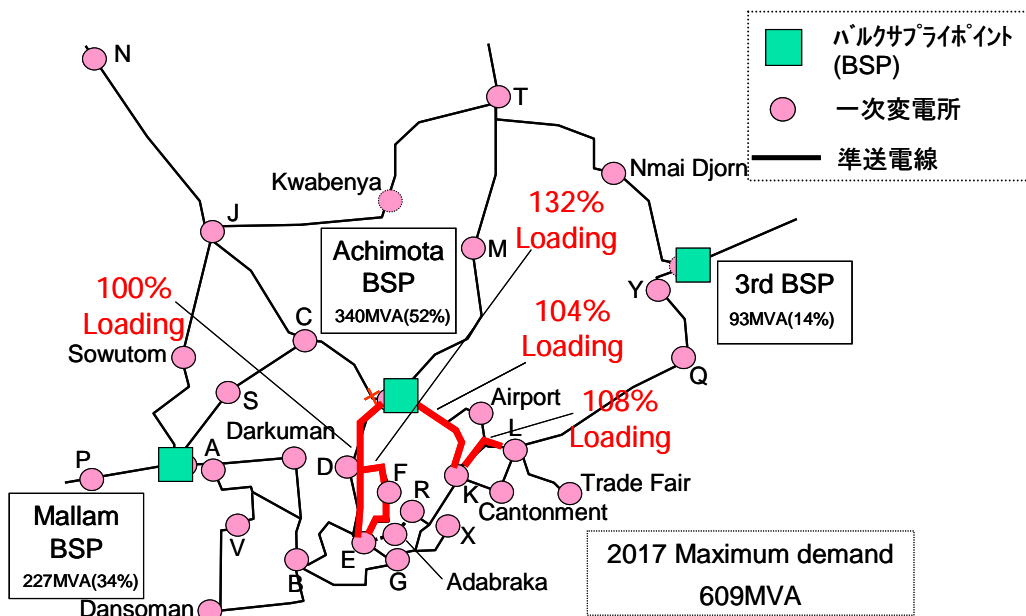 N
T
Kwabenya
Nmai Djorn
バルクサプライポイント
(BSP)
一次変電所
準送電線
J
132%
Loading
M
Achimota
BSP
340MVA(52%)
100%
Loading
Y
3rd BSP
93MVA(14%)
104%
Loading
C
Sowutom
Q
S
Airport
108%
Loading
L
Darkuman
A
P
D
F
R
K
Trade Fair
Cantonment
Mallam
BSP
227MVA(34%)
V
B
E
G
X
Adabraka
Dansoman
2017 Maximum demand
609MVA